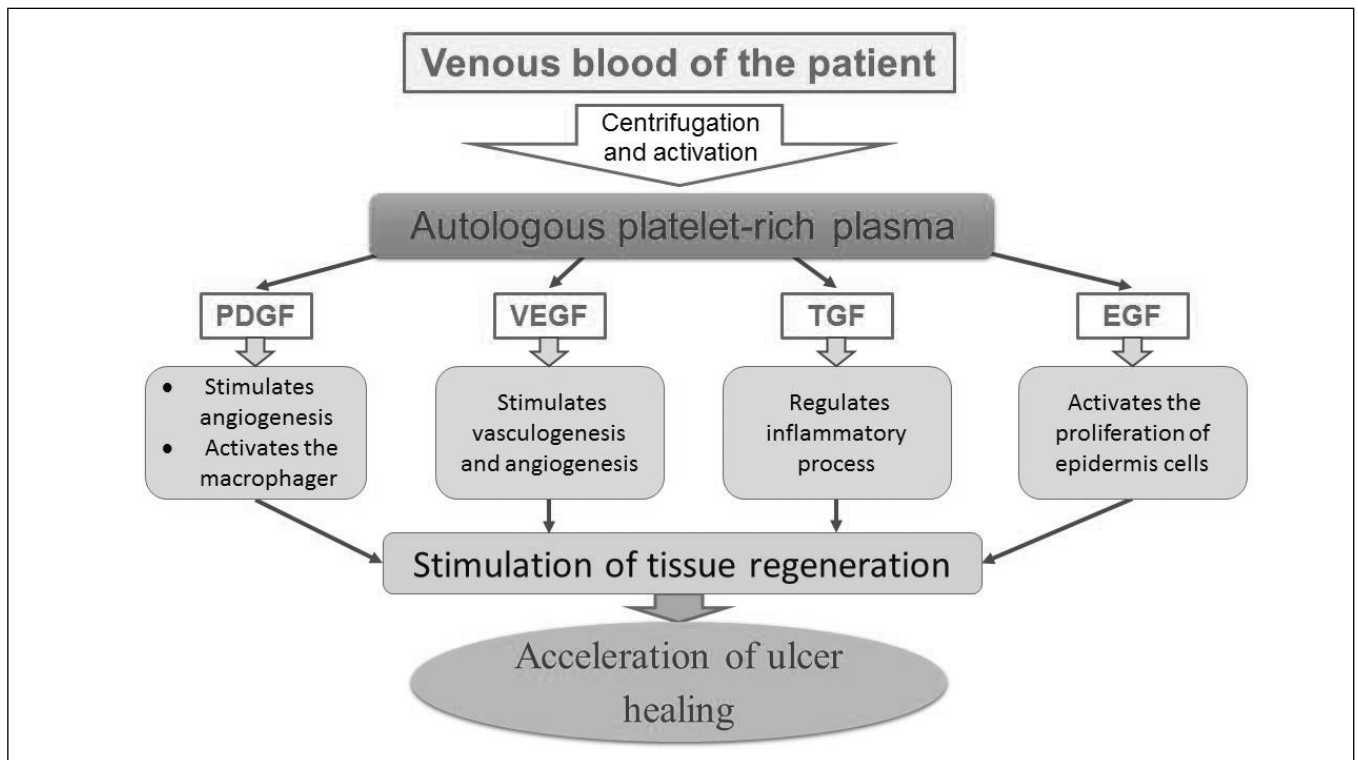 Venous blood of the patient
Centrifugation
and activation
Autologous platelet-rich plasma
PDGF
VEGF
TGF
EGF
● Stimulates
angiogenesis
● Activates the
macrophager
Stimulates
vasculogenesis
and angiogenesis
Regulates
inflammatory
process
Activates the
proliferation of
epidermis cells
Stimulation of tissue regeneration
Acceleration of ulcer
healing